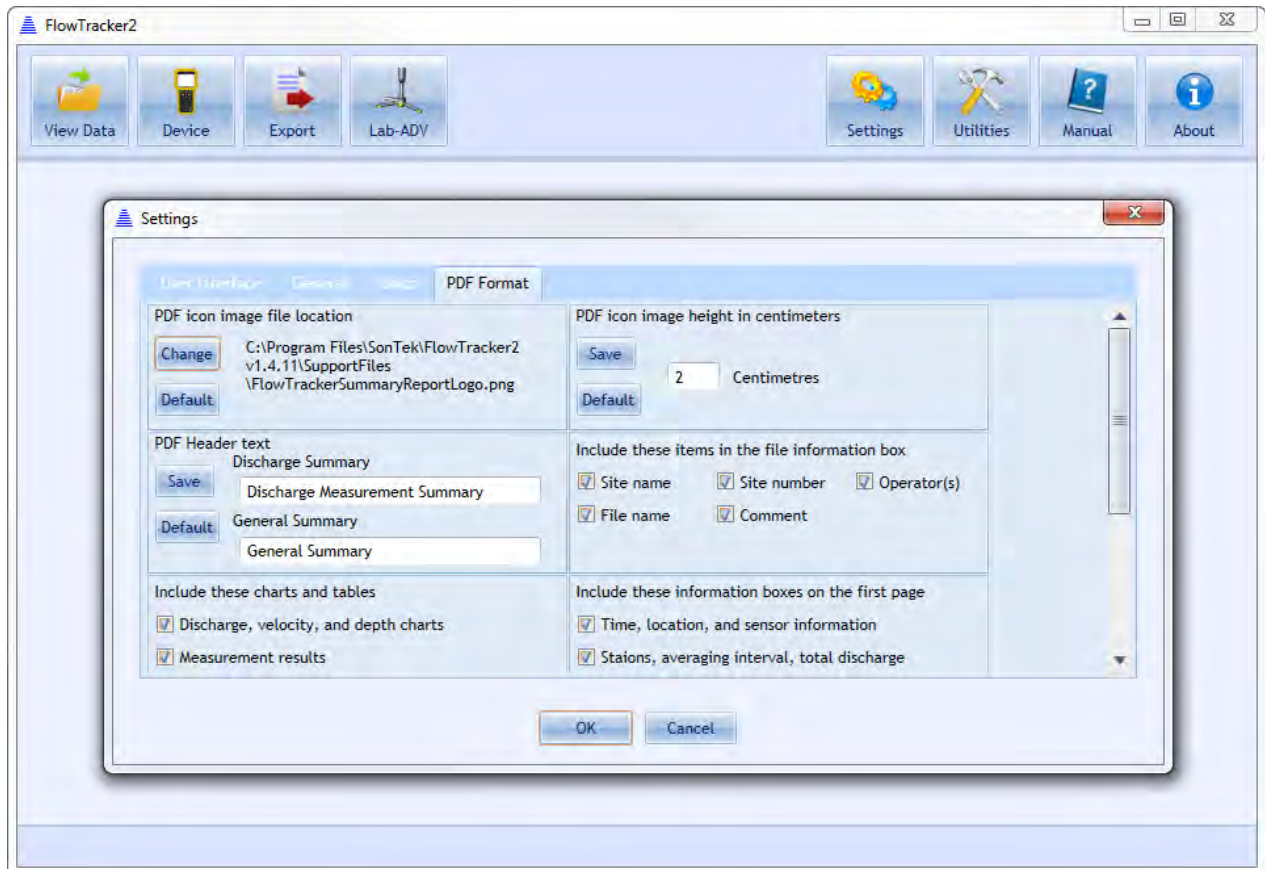 FlowTracker2
View Data Device Export Lab-ADV Settings Utilities Manual About
Settings
User Interface General Units PDF Format
PDF icon image file location
Change
C:\Program Files\SonTek\FlowTracker2
v1.4.11\SupportFiles
\FlowTrackerSummaryReportLogo.png
Default
PDF icon image height in centimeters
Save
2 Centimetres
Default
PDF Header text
Discharge Summary
Save
Discharge Measurement Summary
Default
General Summary
General Summary
Include these items in the file information box
Site name Site number Operator(s)
File name Comment
Include these charts and tables
Discharge, velocity, and depth charts
Measurement results
Include these information boxes on the first page
Time, location, and sensor information
Staions, averaging interval, total discharge
OK Cancel